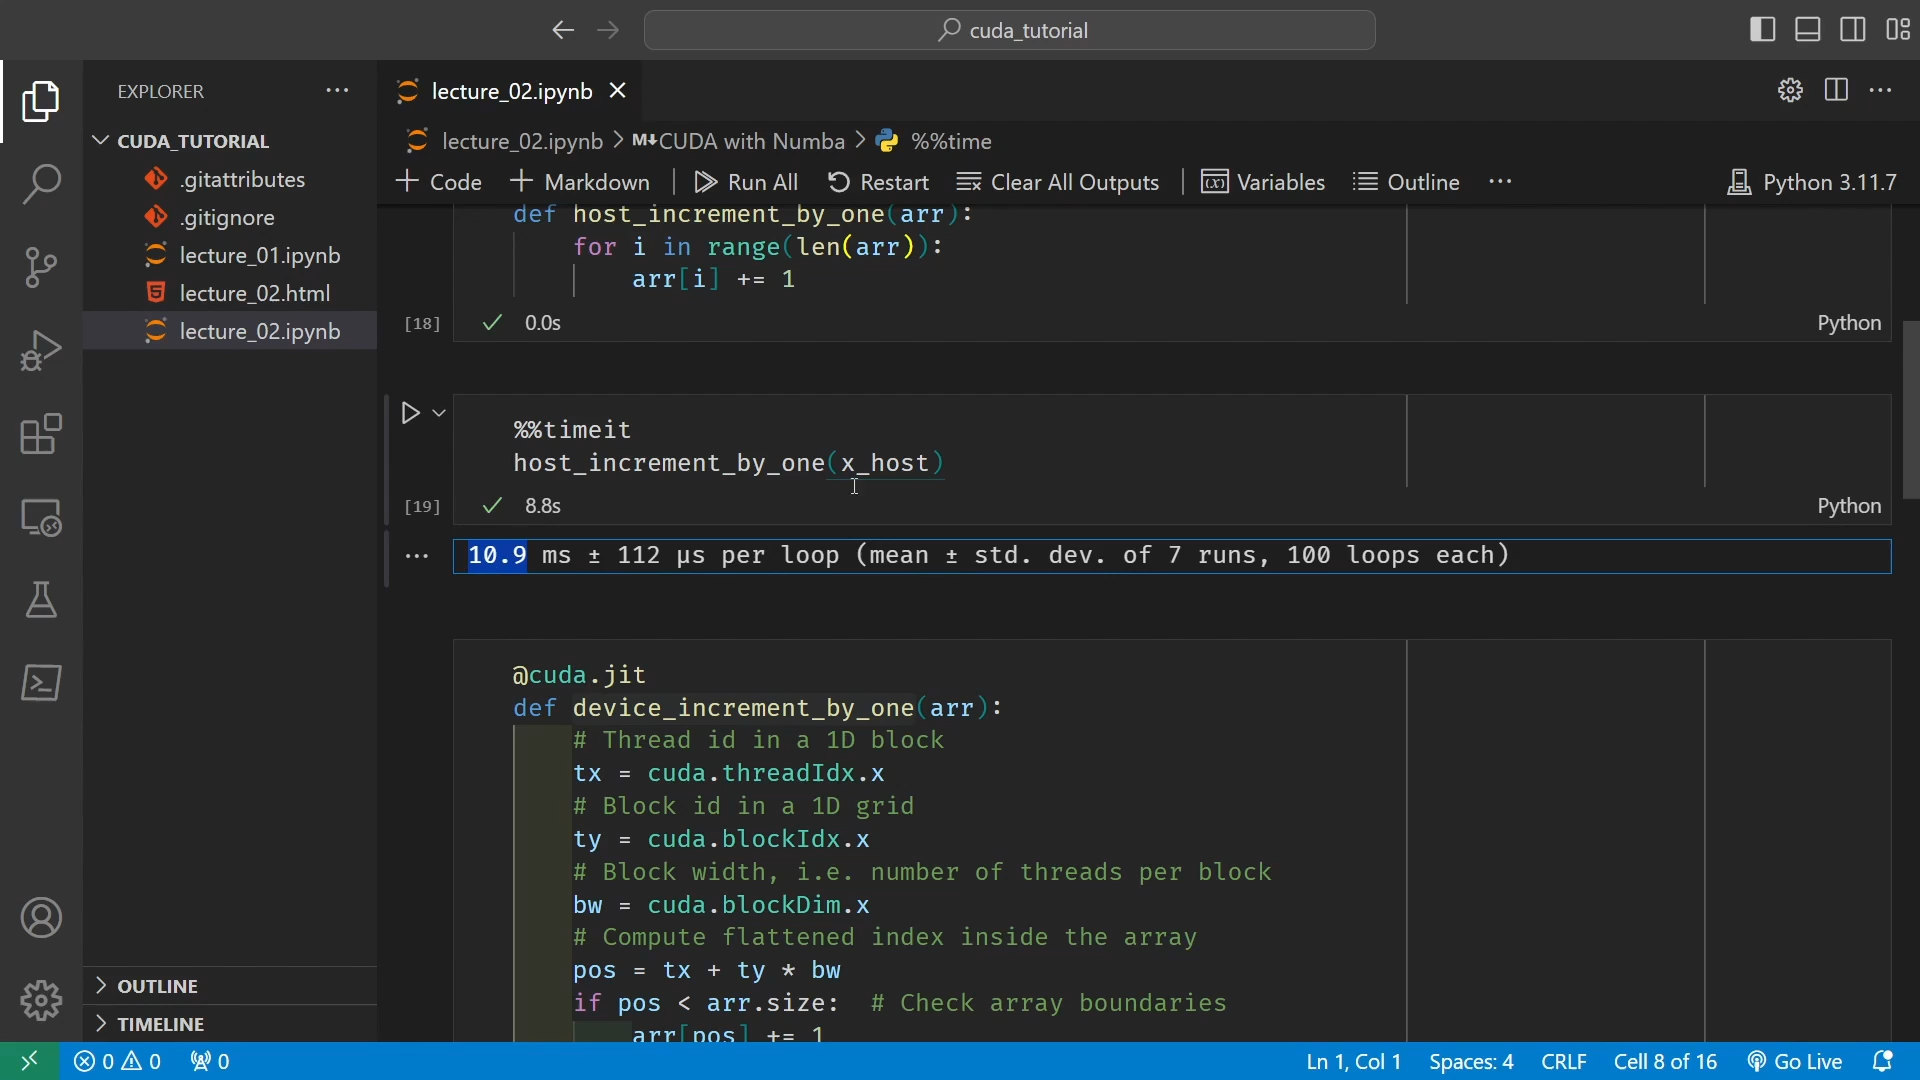 cuda_tutorial
EXPLORER
CUDA_TUTORIAL
.gitattributes
.gitignore
lecture_01.ipynb
lecture_02.html
lecture_02.ipynb
OUTLINE
TIMELINE
lecture_02.ipynb
lecture_02.ipynb > M↓CUDA with Numba > %%time
+ Code + Markdown | Run All Restart Clear All Outputs | Variables Outline ... Python 3.11.7
def host_increment_by_one(arr):
for i in range(len(arr)):
arr[i] += 1
[18] ✓ 0.0s Python
%%timeit
host_increment_by_one(x_host)
[19] ✓ 8.8s Python
10.9 ms ± 112 µs per loop (mean ± std. dev. of 7 runs, 100 loops each)
@cuda.jit
def device_increment_by_one(arr):
# Thread id in a 1D block
tx = cuda.threadIdx.x
# Block id in a 1D grid
ty = cuda.blockIdx.x
# Block width, i.e. number of threads per block
bw = cuda.blockDim.x
# Compute flattened index inside the array
pos = tx + ty * bw
if pos < arr.size: # Check array boundaries
arr[pos] += 1
0 0 0 Ln 1, Col 1 Spaces: 4 CRLF Cell 8 of 16 Go Live